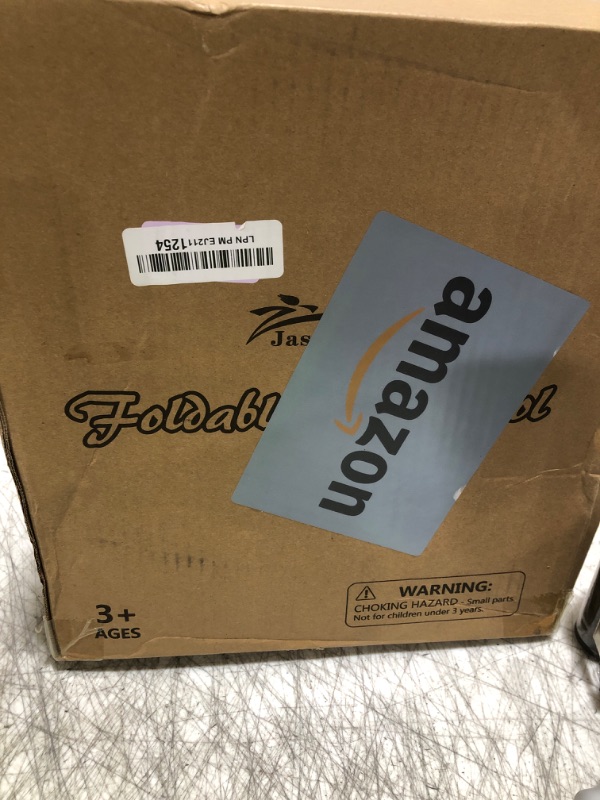 LPN PM EJ2111254
Jas
Foldabl ol
amazon
3+
AGES
WARNING:
CHOKING HAZARD - Small parts
Not for children under 3 years.